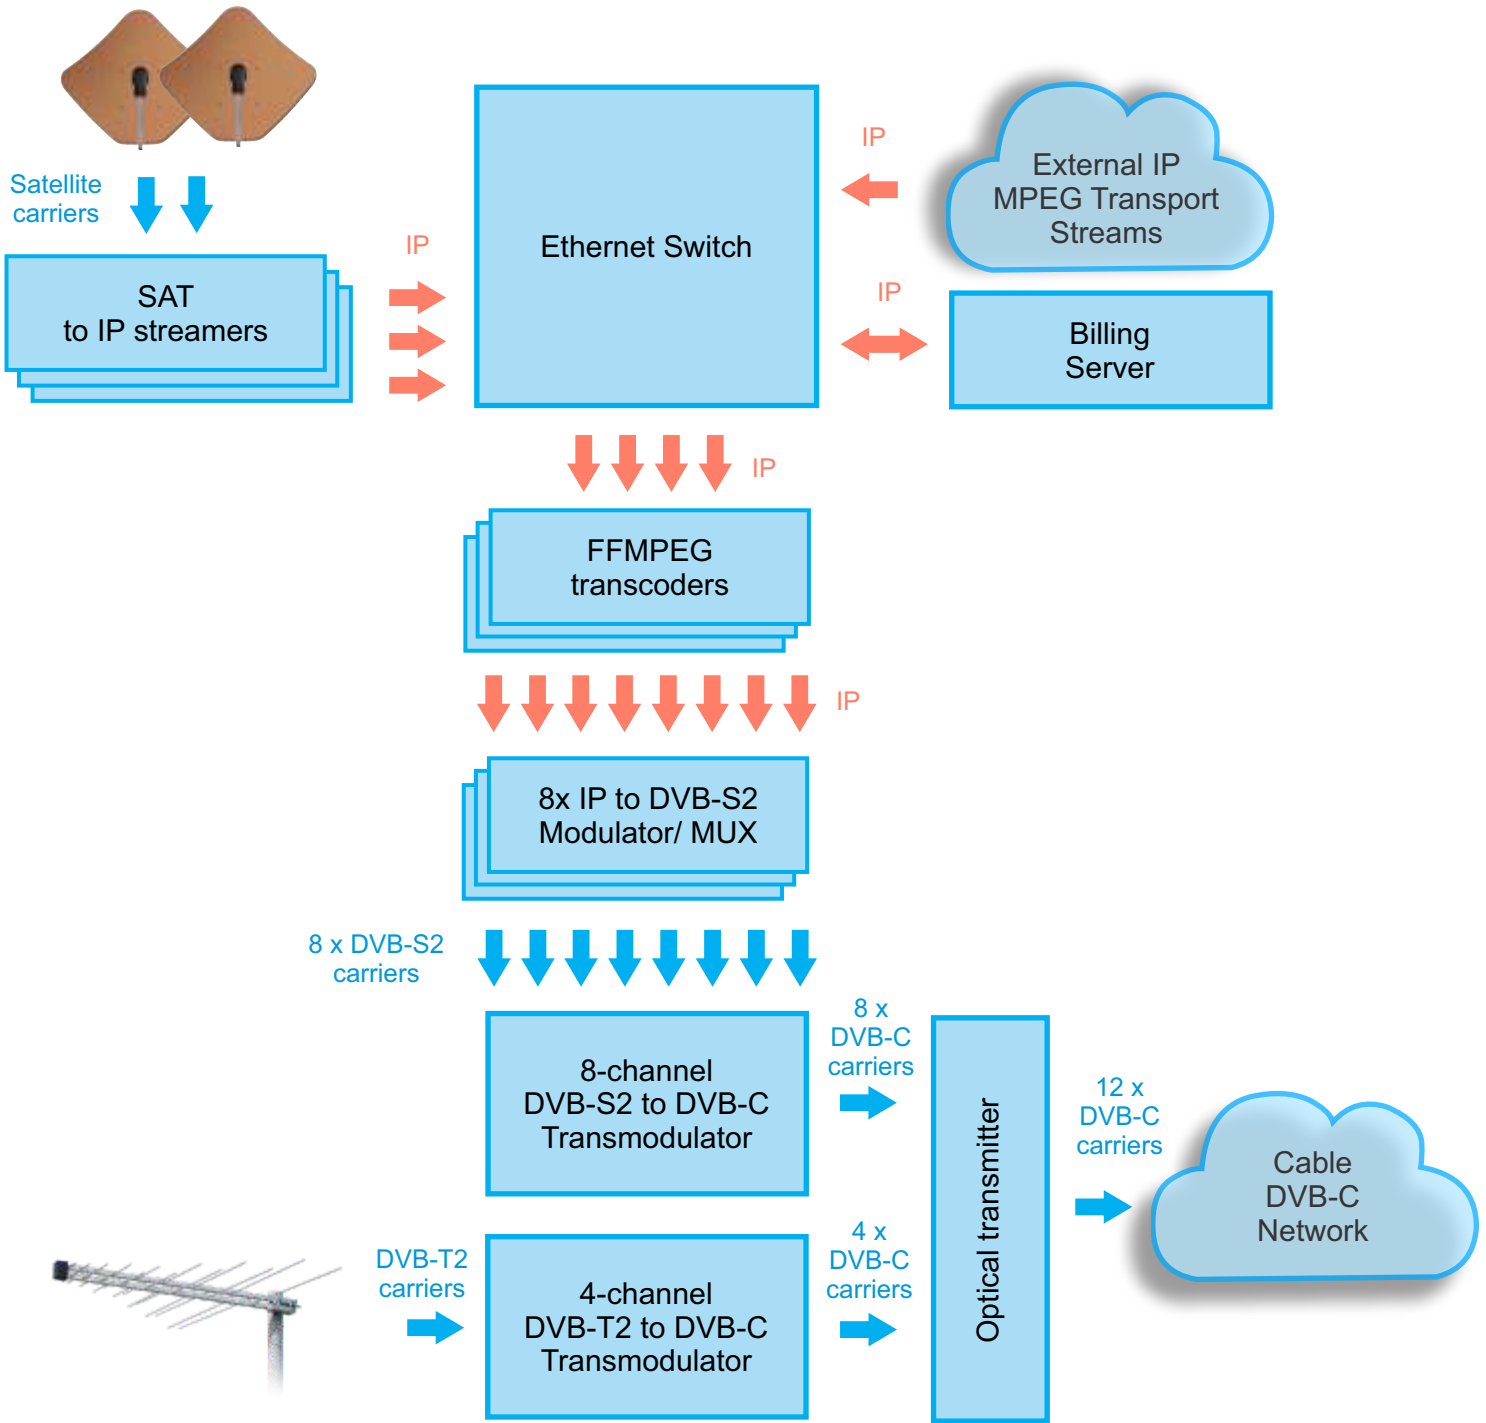 Satellite
carriers
SAT
to IP streamers
IP
Ethernet Switch
IP
External IP
MPEG Transport
Streams
IP
Billing
Server
IP
FFMPEG
transcoders
IP
8x IP to DVB-S2
Modulator/ MUX
8 x DVB-S2
carriers
8-channel
DVB-S2 to DVB-C
Transmodulator
8 x
DVB-C
carriers
DVB-T2
carriers
4-channel
DVB-T2 to DVB-C
Transmodulator
4 x
DVB-C
carriers
Optical transmitter
12 x
DVB-C
carriers
Cable
DVB-C
Network